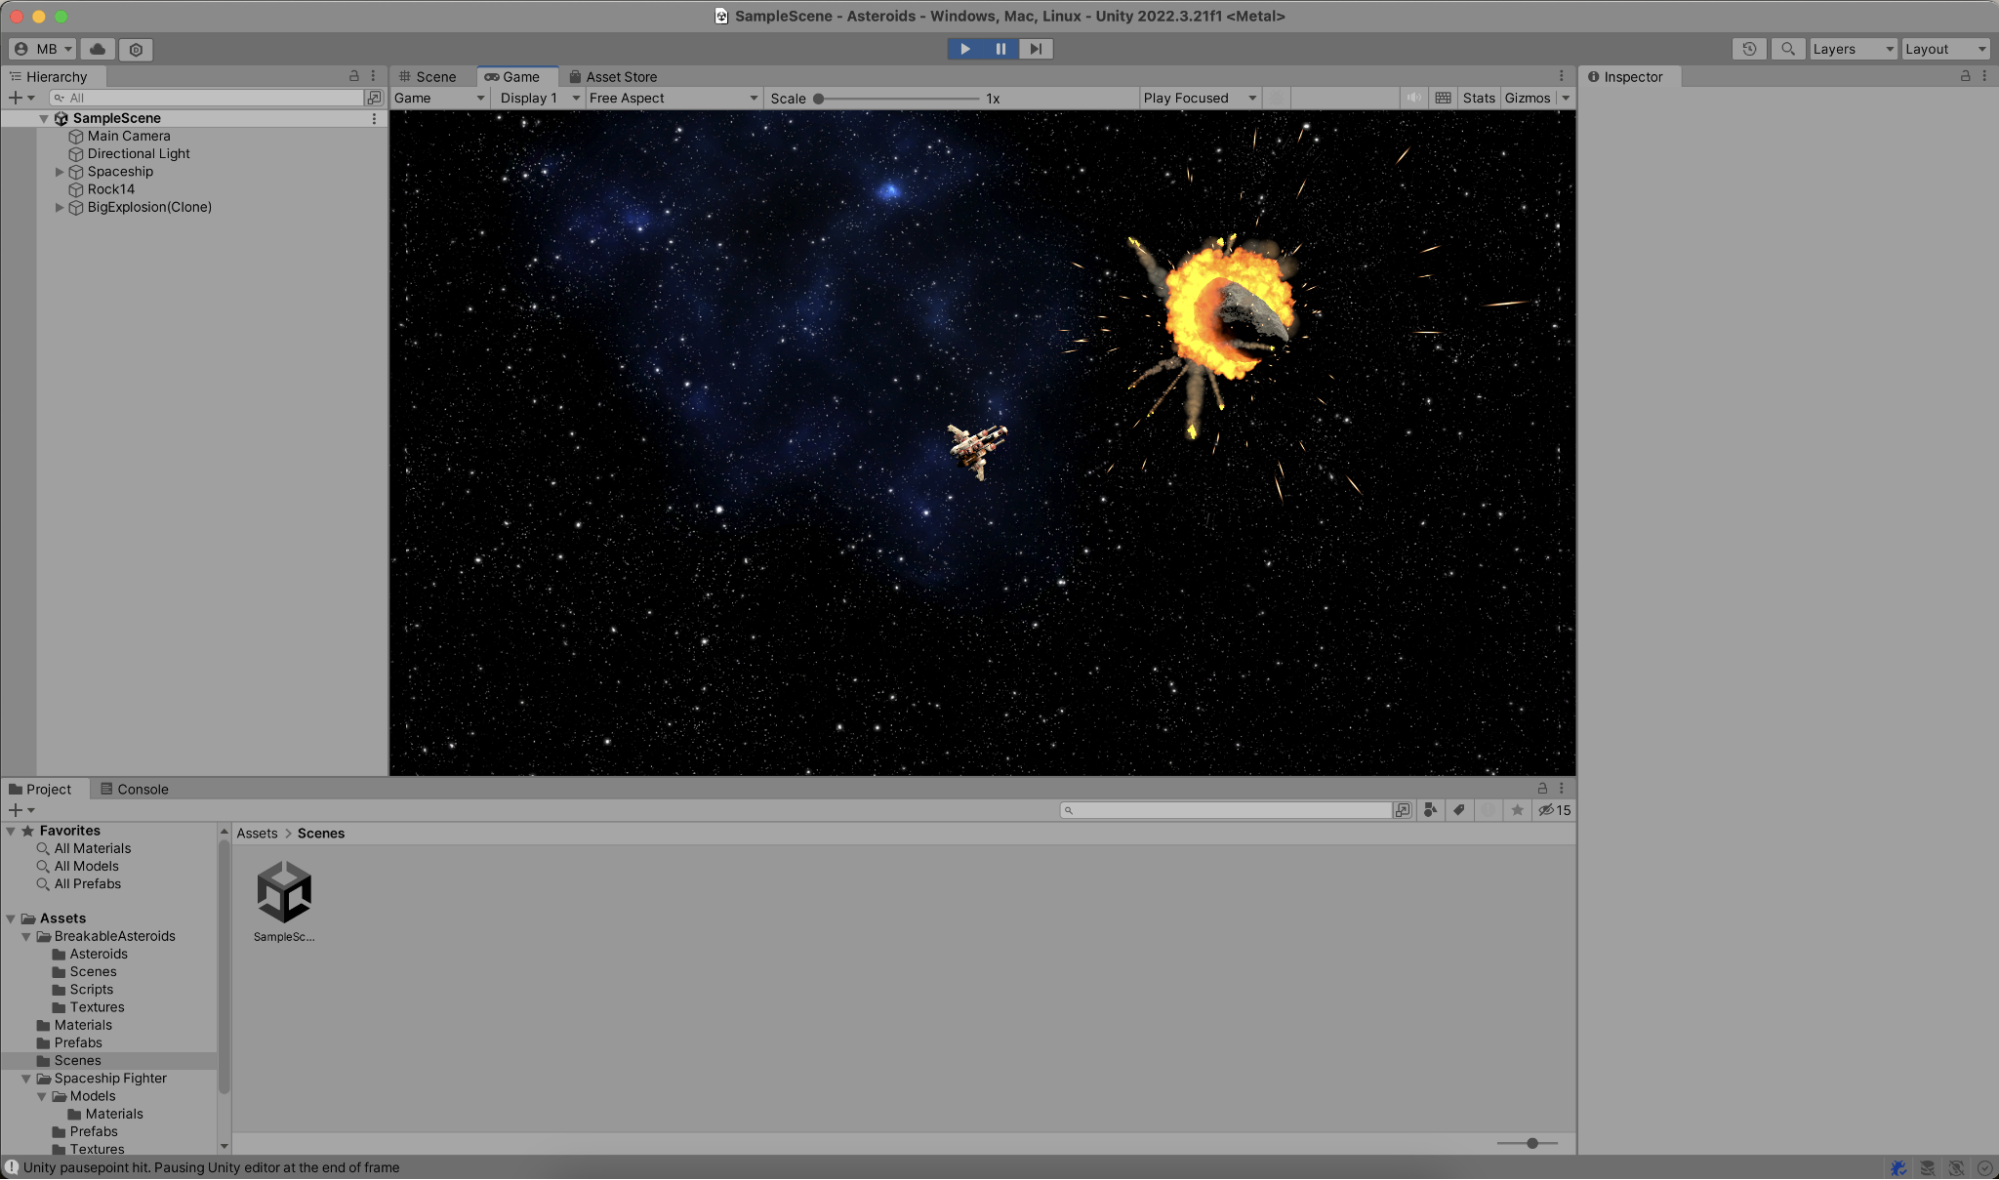 SampleScene - Asteroids - Windows, Mac, Linux - Unity 2022.3.21f1 <Metal>
MB
Layers
Layout
Hierarchy
Scene
Game
Asset Store
Inspector
All
Game
Display 1
Free Aspect
Scale
1x
Play Focused
Stats
Gizmos
SampleScene
Main Camera
Directional Light
Spaceship
Rock14
BigExplosion(Clone)
Project
Console
15
Favorites
All Materials
All Models
All Prefabs
Assets
BreakableAsteroids
Asteroids
Scenes
Scripts
Textures
Materials
Prefabs
Scenes
Spaceship Fighter
Models
Materials
Prefabs
Textures
Assets > Scenes
SampleSc...
Unity pausepoint hit. Pausing Unity editor at the end of frame